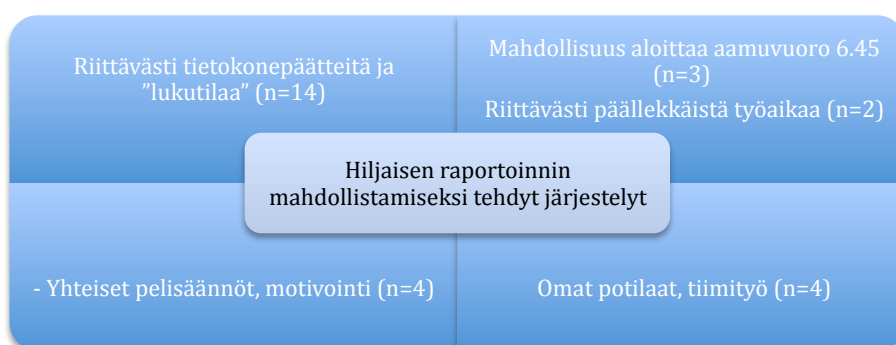 Riittävästi tietokonepäätteitä ja
”lukutilaa” (n=14)
Mahdollisuus aloittaa aamuvuoro 6.45
(n=3)
Riittävästi päällekkäistä työaikaa (n=2)
Hiljaisen raportoinnin
mahdollistamiseksi tehdyt järjestelyt
- Yhteiset pelisäännöt, motivointi (n=4)
Omat potilaat, tiimityö (n=4)